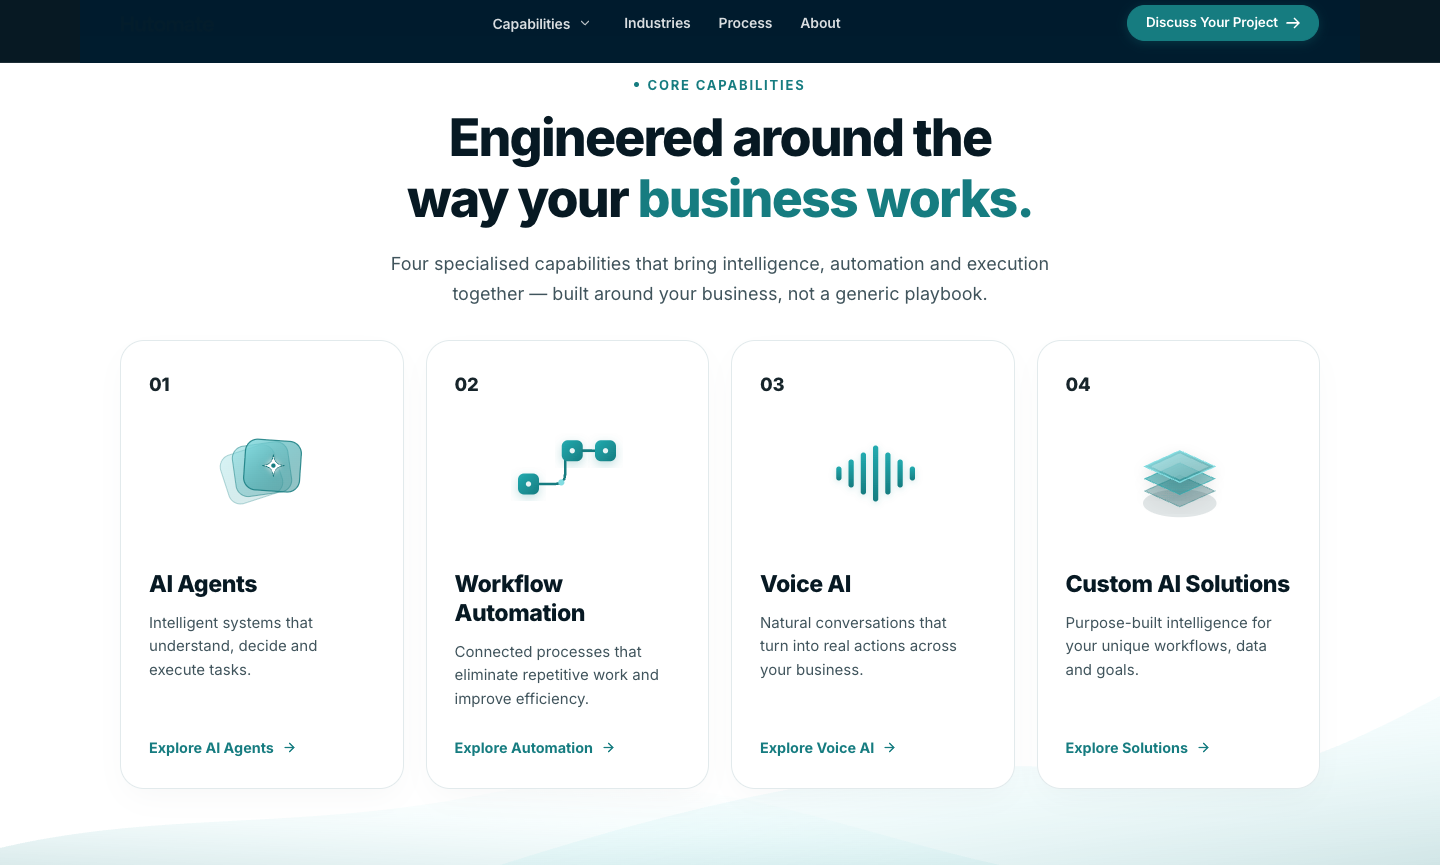 Capabilities
Industries
Process
About
Discuss Your Project →
• CORE CAPABILITIES
Engineered around the
way your business works.
Four specialised capabilities that bring intelligence, automation and execution
together — built around your business, not a generic playbook.
01
AI Agents
Intelligent systems that
understand, decide and
execute tasks.
Explore AI Agents →
02
Workflow
Automation
Connected processes that
eliminate repetitive work and
improve efficiency.
Explore Automation →
03
Voice AI
Natural conversations that
turn into real actions across
your business.
Explore Voice AI →
04
Custom AI Solutions
Purpose-built intelligence for
your unique workflows, data
and goals.
Explore Solutions →